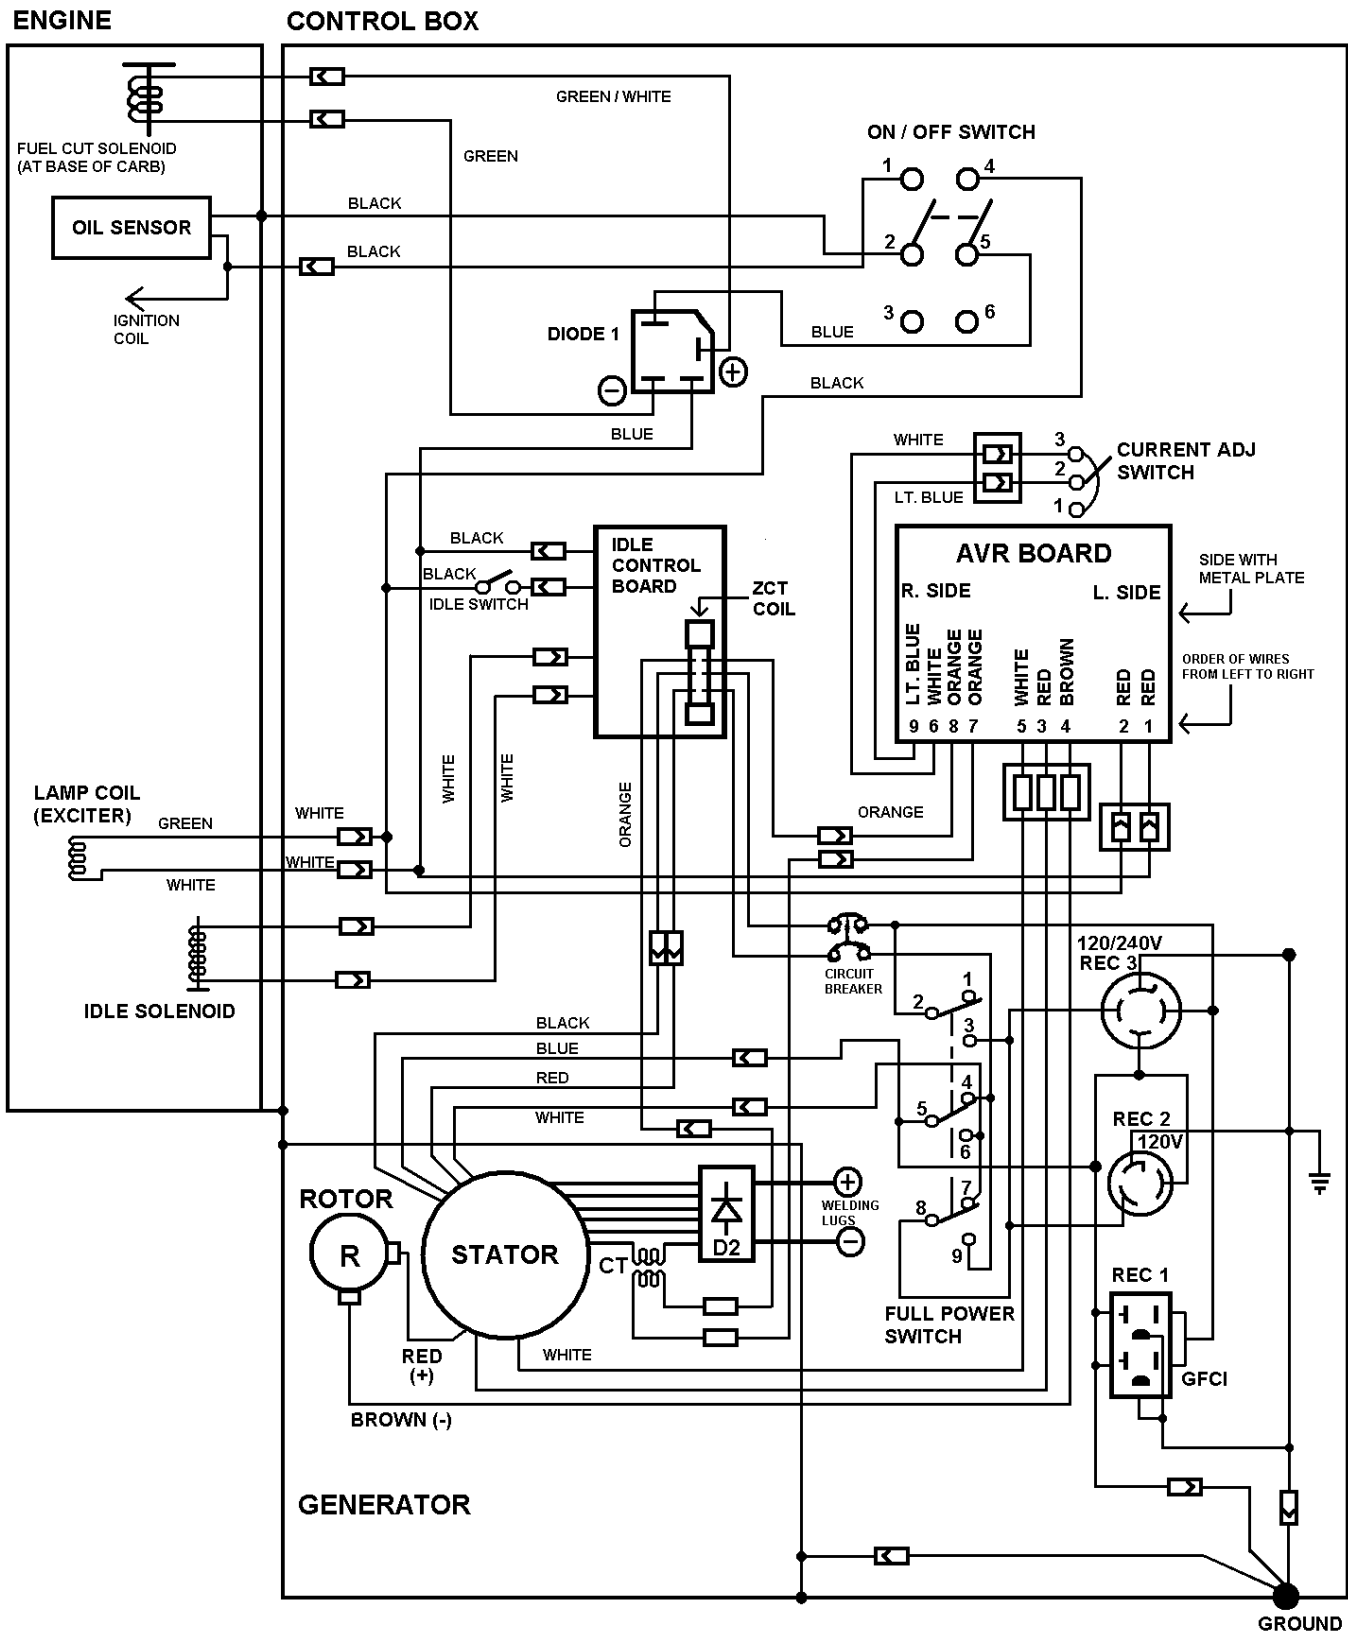 ENGINE
CONTROL BOX
GREEN / WHITE
ON / OFF SWITCH
FUEL CUT SOLENOID
(AT BASE OF CARB)
GREEN
1
4
BLACK
OIL SENSOR
2
5
BLACK
IGNITION
COIL
3
6
DIODE 1
BLUE
+
−
BLACK
BLUE
WHITE
3
2
1
CURRENT ADJ
SWITCH
LT. BLUE
BLACK
BLACK
IDLE SWITCH
IDLE
CONTROL
BOARD
ZCT
COIL
AVR BOARD
R. SIDE
L. SIDE
SIDE WITH
METAL PLATE
LT. BLUE
WHITE
ORANGE
ORANGE
WHITE
RED
BROWN
RED
RED
ORDER OF WIRES
FROM LEFT TO RIGHT
9 6 8 7 5 3 4 2 1
WHITE
WHITE
ORANGE
LAMP COIL
(EXCITER)
GREEN
WHITE
ORANGE
WHITE
WHITE
IDLE SOLENOID
CIRCUIT
BREAKER
120/240V
REC 3
1
2
3
BLACK
BLUE
RED
WHITE
4
5
6
REC 2
120V
ROTOR
R
STATOR
CT
D2
+
WELDING
LUGS
−
7
8
9
FULL POWER
SWITCH
REC 1
GFCI
RED
(+)
WHITE
BROWN (-)
GENERATOR
GROUND